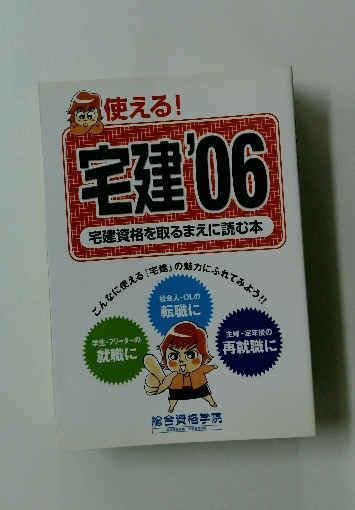 使える!
宅建'06
宅建資格を取るまえに読む本
こんなに使える『宅建』の魅力にふれてみよう!!
社会人・OLの
転職に
学生・フリーターの
就職に
主婦・定年後の
再就職に
総合資格学院